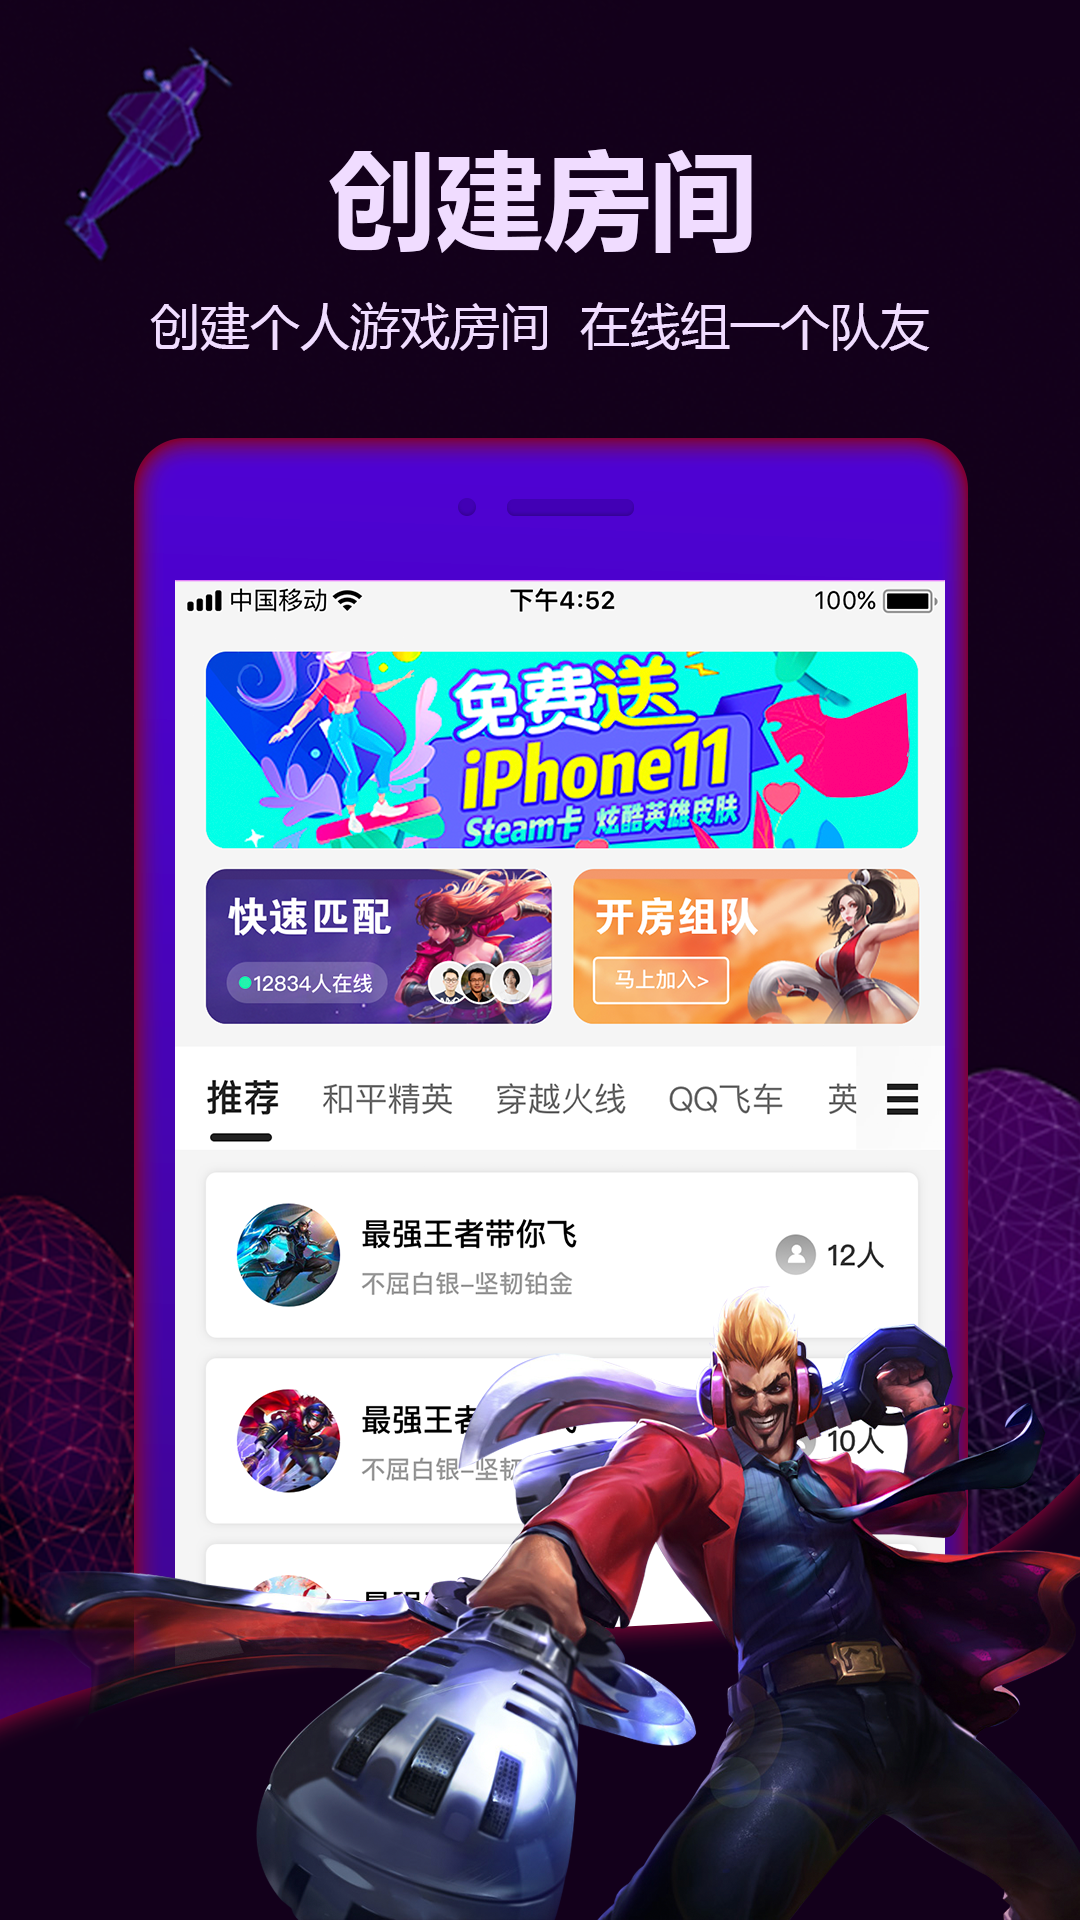 创建房间
创建个人游戏房间 在线组一个队友
中国移动 下午4:52 100%
免费送
iPhone11
Steam卡 炫酷英雄皮肤
快速匹配
12834人在线
开房组队
马上加入>
推荐 和平精英 穿越火线 QQ飞车 英
最强王者带你飞
不屈白银-坚韧铂金
12人
最强王者
不屈白银-坚韧
10人
最强